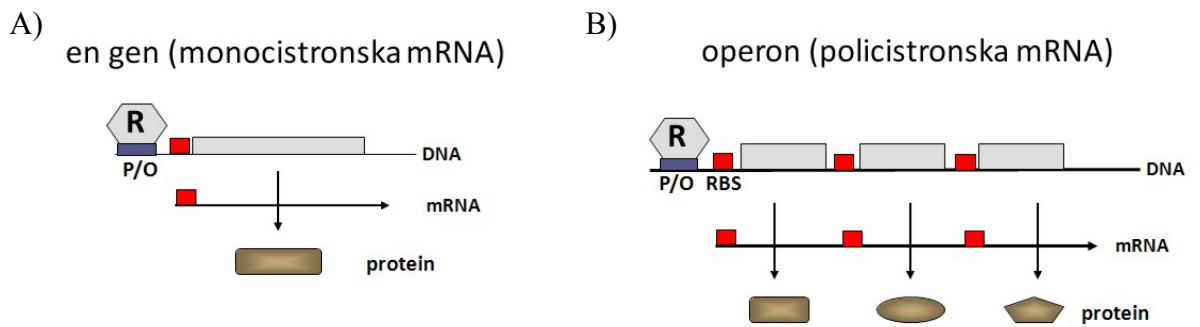 A)
en gen (monocistronska mRNA)
R
P/O
DNA
mRNA
protein
B)
operon (policistronska mRNA)
R
P/O RBS
DNA
mRNA
protein